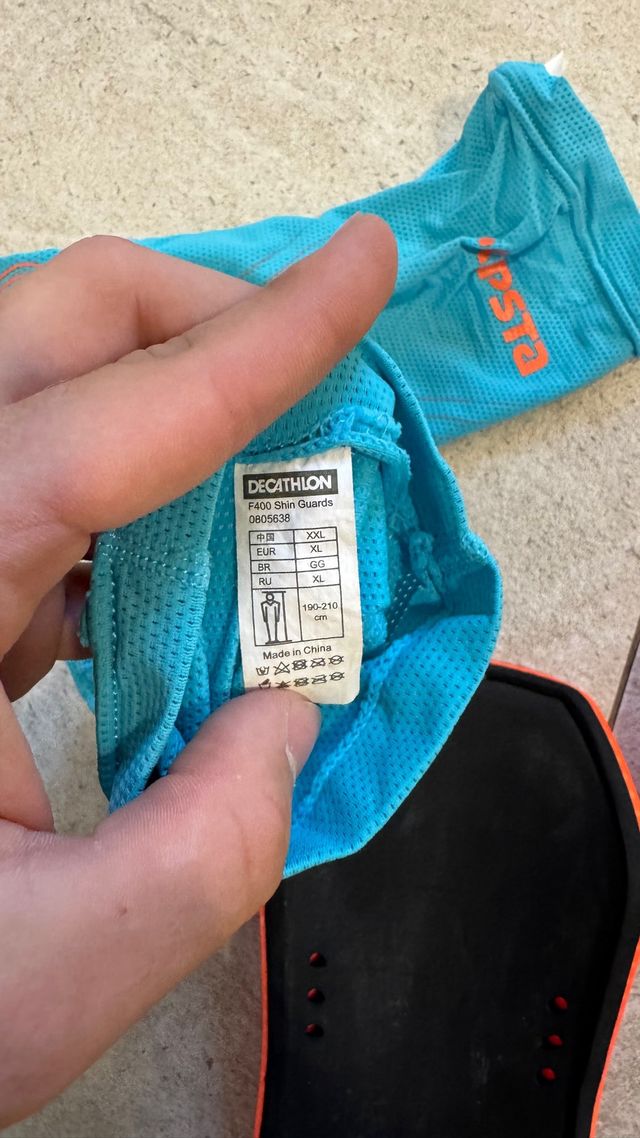 DECATHLON
F400 Shin Guards
0805638
中国 XXL
EUR XL
BR GG
RU XL
190-210
cm
Made in China